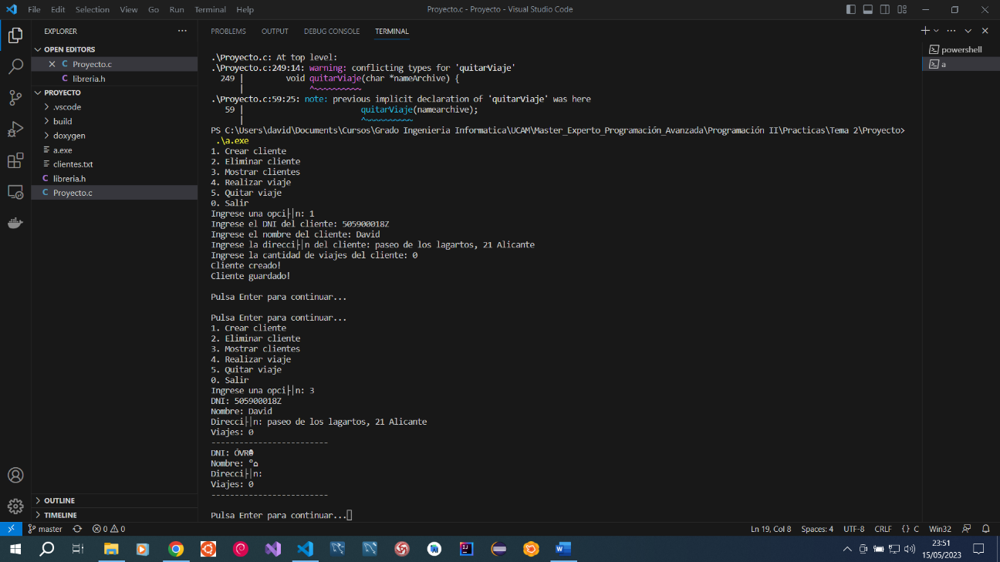 File Edit Selection View Go Run Terminal Help
Proyecto.c - Proyecto - Visual Studio Code
EXPLORER
OPEN EDITORS
C Proyecto.c
C libreria.h
PROYECTO
.vscode
build
doxygen
a.exe
clientes.txt
C libreria.h
C Proyecto.c
OUTLINE
TIMELINE
PROBLEMS OUTPUT DEBUG CONSOLE TERMINAL
.\Proyecto.c: At top level:
.\Proyecto.c:249:14: warning: conflicting types for 'quitarViaje'
249 | void quitarViaje(char *nameArchive) {
| ^~~~~~~~~~~
.\Proyecto.c:59:25: note: previous implicit declaration of 'quitarViaje' was here
59 | quitarViaje(namearchive);
| ^~~~~~~~~~~
PS C:\Users\david\Documents\Cursos\Grado Ingenieria Informatica\UCAM\Master_Experto_Programación_Avanzada\Programación II\Practicas\Tema 2\Proyecto>
.\a.exe
1. Crear cliente
2. Eliminar cliente
3. Mostrar clientes
4. Realizar viaje
5. Quitar viaje
0. Salir
Ingrese una opci├│n: 1
Ingrese el DNI del cliente: 505900018Z
Ingrese el nombre del cliente: David
Ingrese la direcci├│n del cliente: paseo de los lagartos, 21 Alicante
Ingrese la cantidad de viajes del cliente: 0
Cliente creado!
Cliente guardado!
Pulsa Enter para continuar...
Pulsa Enter para continuar...
1. Crear cliente
2. Eliminar cliente
3. Mostrar clientes
4. Realizar viaje
5. Quitar viaje
0. Salir
Ingrese una opci├│n: 3
DNI: 505900018Z
Nombre: David
Direcci├│n: paseo de los lagartos, 21 Alicante
Viajes: 0
-------------------------
DNI:
Nombre:
Direcci├│n:
Viajes: 0
-------------------------
Pulsa Enter para continuar...
powershell
a
master
0 0
Ln 19, Col 8 Spaces: 4 UTF-8 CRLF {} C Win32
23:51
15/05/2023